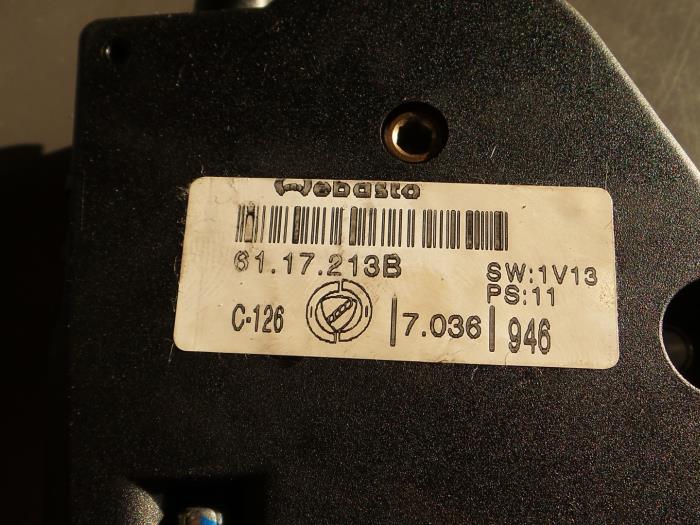 Webasto
61.17.213B
SW:1V13
PS:11
C-126 |7.036| 946